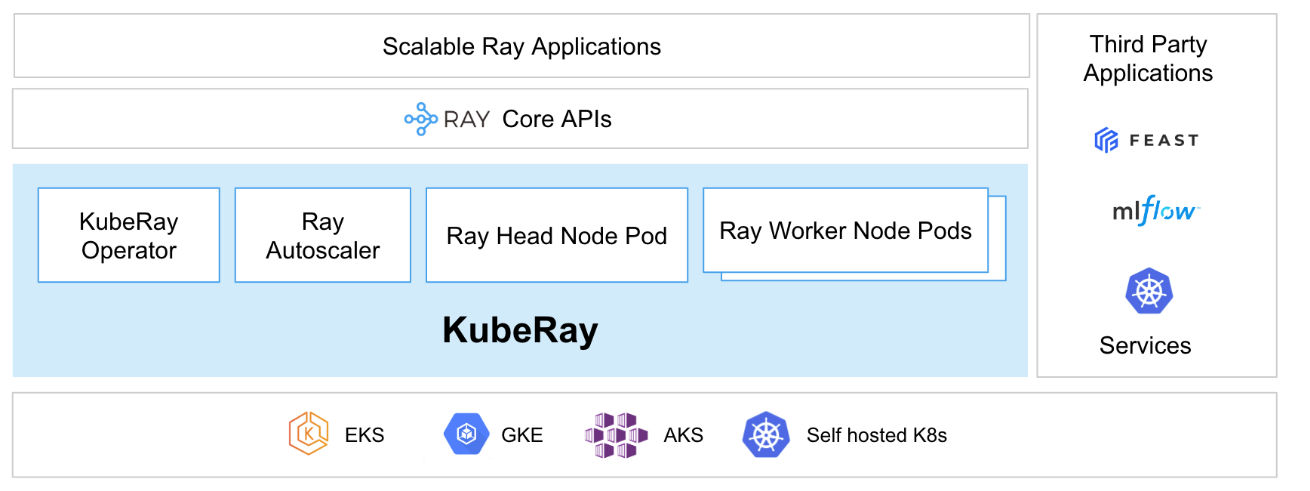 Scalable Ray Applications
RAY Core APIs
KubeRay
Operator
Ray
Autoscaler
Ray Head Node Pod
Ray Worker Node Pods
KubeRay
Third Party
Applications
FEAST
mlflow™
Services
K EKS
GKE
AKS
Self hosted K8s